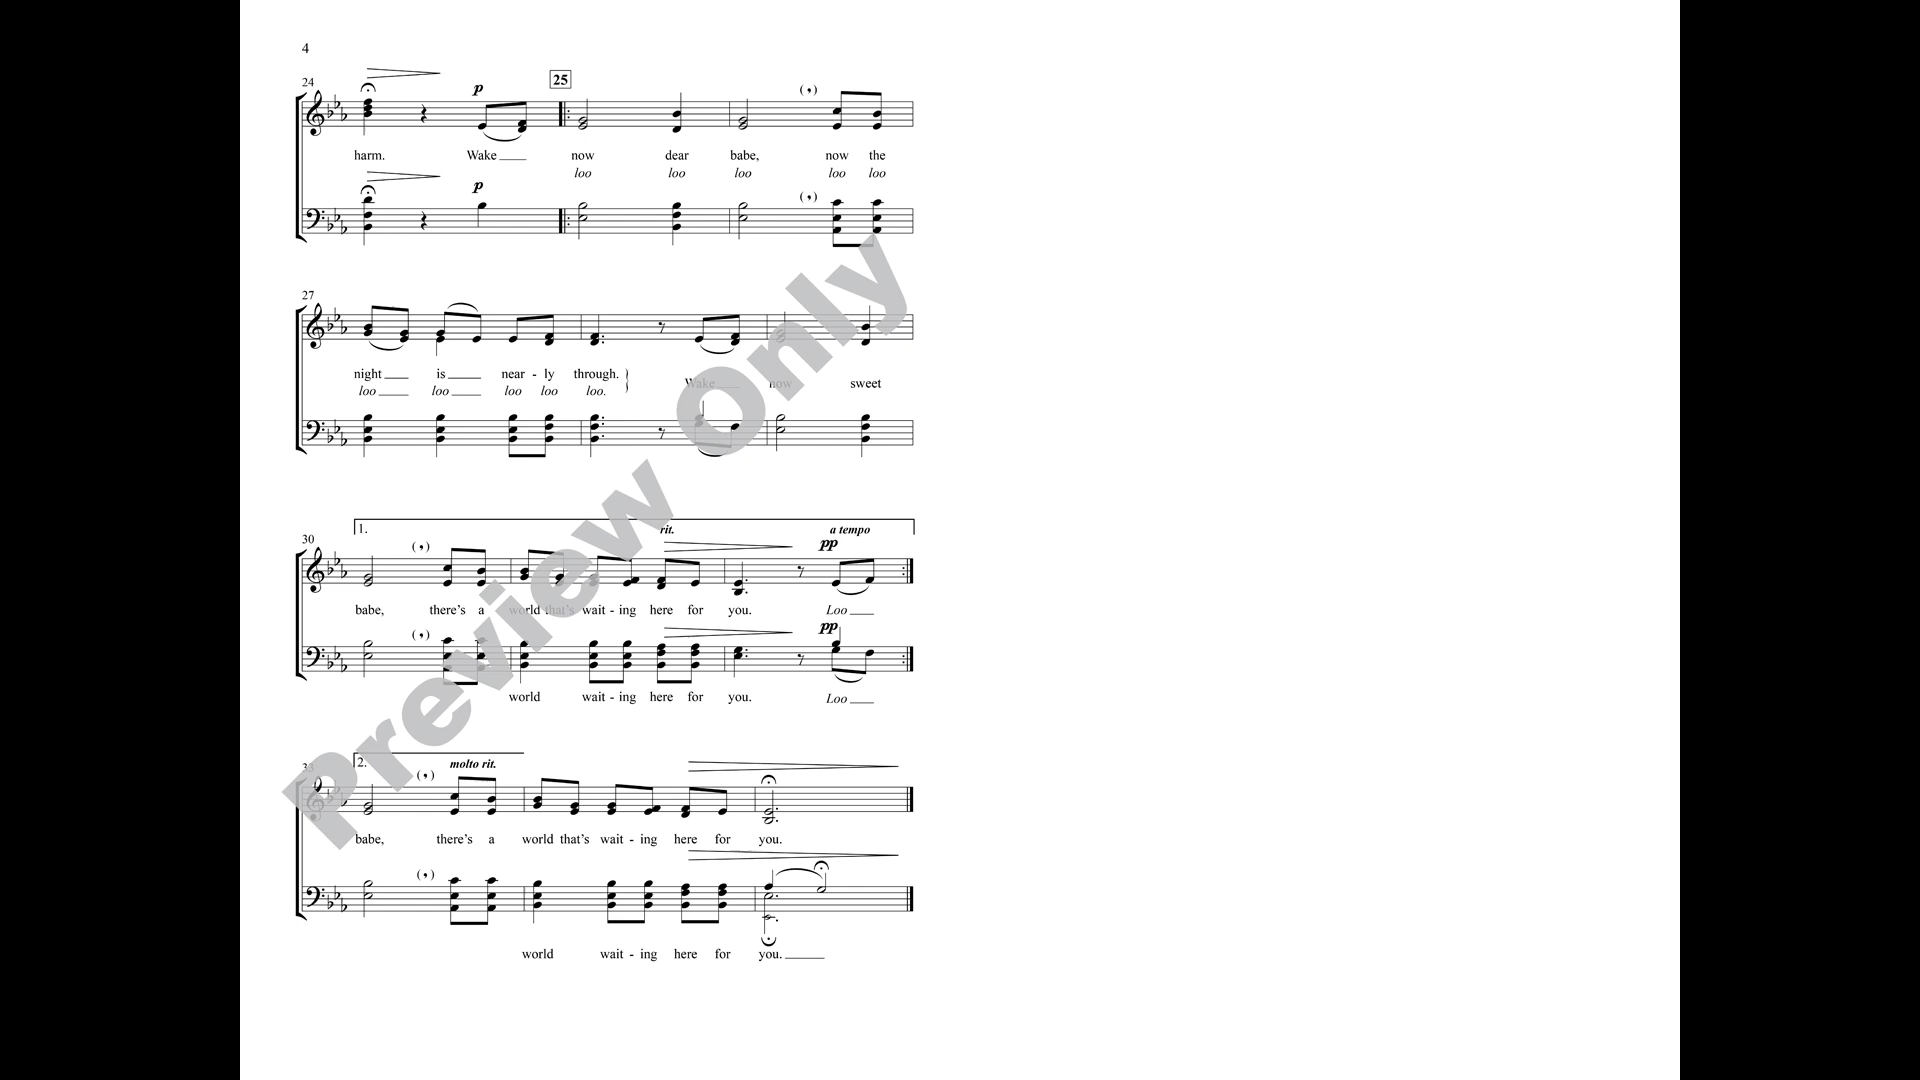 4
24
25
p
( , )
harm. Wake now dear babe, now the
loo loo loo loo loo
p
( , )
27
night is near - ly through.
loo loo loo loo loo.
Wake now sweet
1.
rit.
a tempo
30
( , )
pp
babe, there's a world that's wait - ing here for you. Loo
( , )
pp
world wait - ing here for you. Loo
2.
molto rit.
33
( , )
babe, there's a world that's wait - ing here for you.
( , )
world wait - ing here for you.
Preview Only